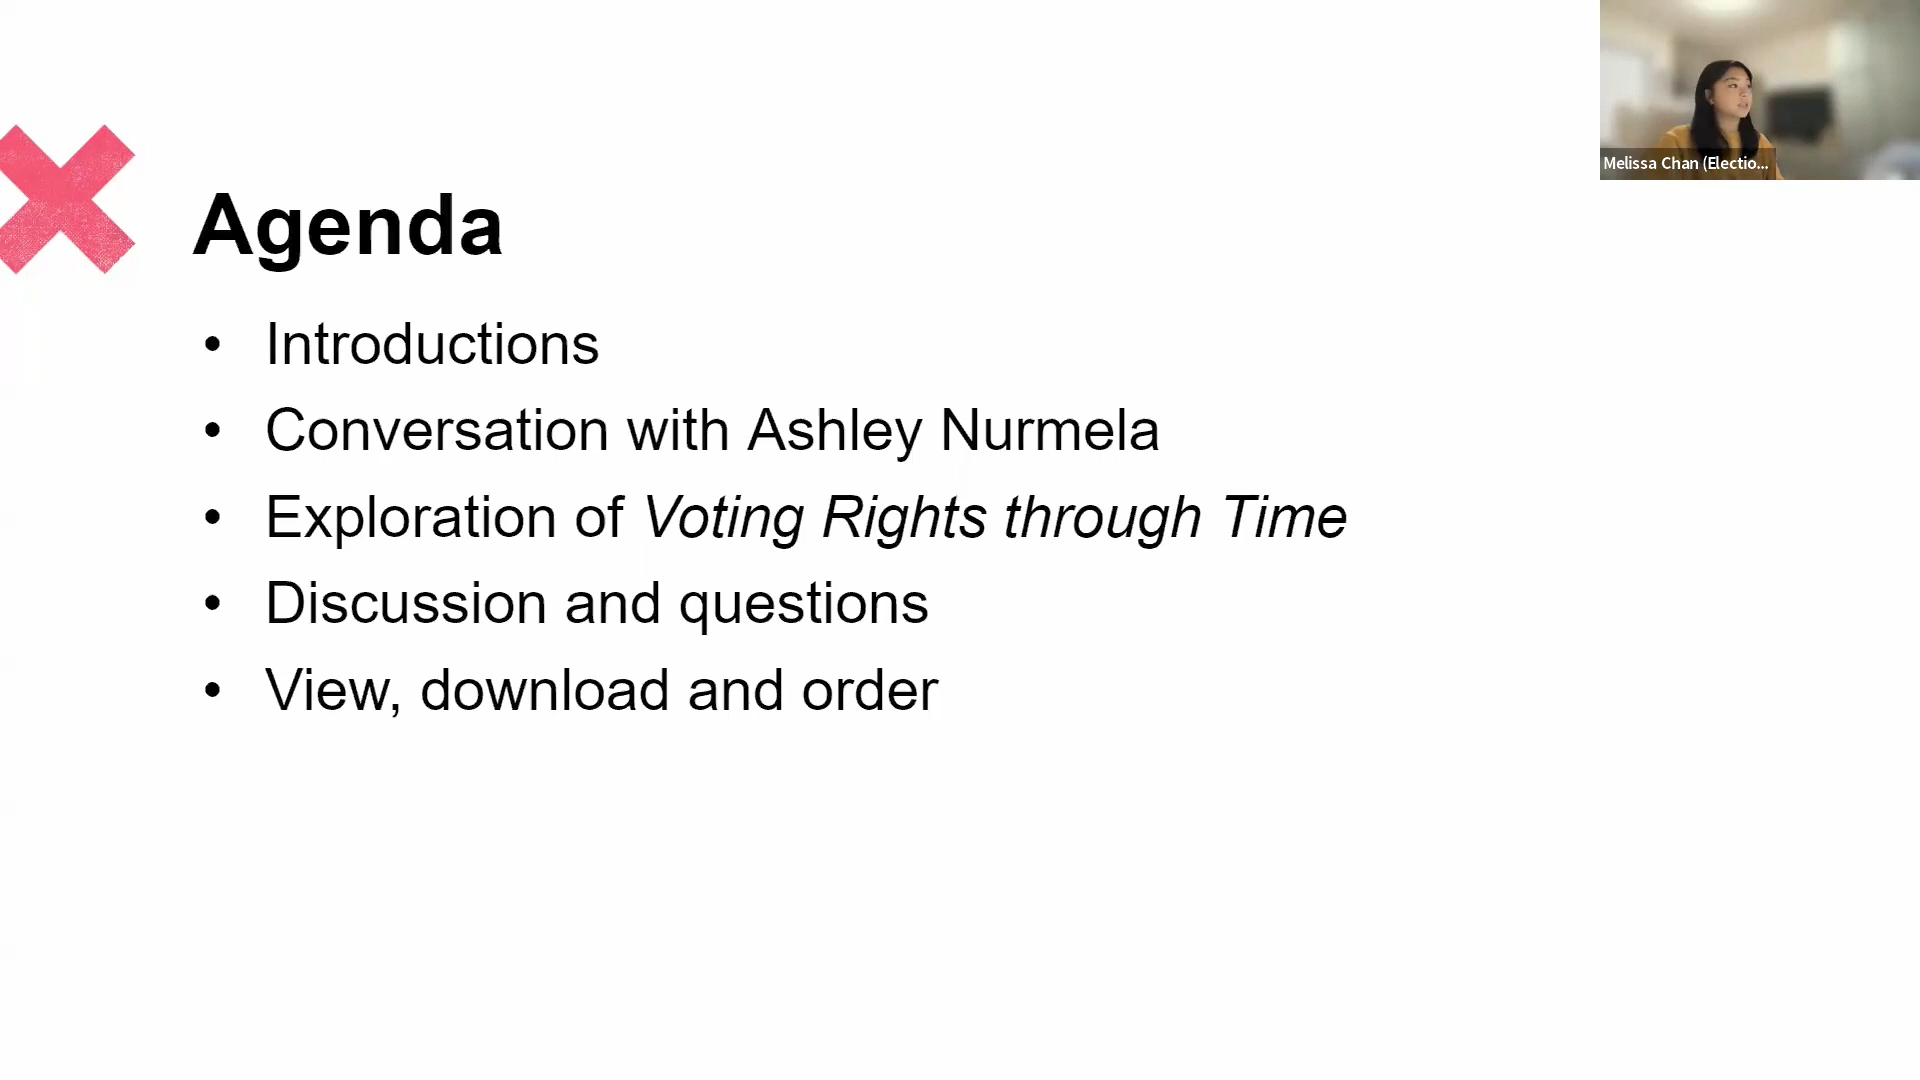 Melissa Chan (Electio...
Agenda
• Introductions
• Conversation with Ashley Nurmela
• Exploration of Voting Rights through Time
• Discussion and questions
• View, download and order